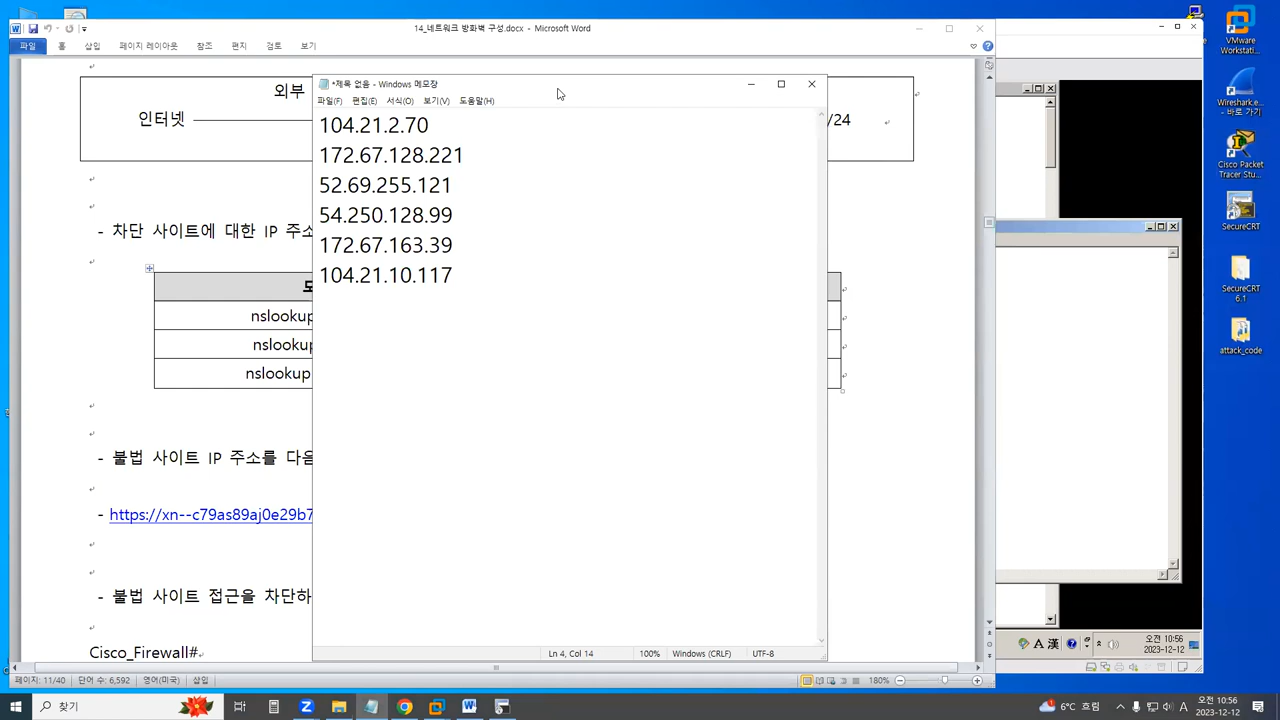 14_네트워크 방화벽 구성.docx - Microsoft Word
파일 홈 삽입 페이지 레이아웃 참조 편지 검토 보기
외부
인터넷
/24
*제목 없음 - Windows 메모장
파일(F) 편집(E) 서식(O) 보기(V) 도움말(H)
104.21.2.70
172.67.128.221
52.69.255.121
54.250.128.99
172.67.163.39
104.21.10.117
Ln 4, Col 14 100% Windows (CRLF) UTF-8
- 차단 사이트에 대한 IP 주소
nslookup
nslookup
nslookup
- 불법 사이트 IP 주소를 다음
- https://xn--c79as89aj0e29b7
- 불법 사이트 접근을 차단하
Cisco_Firewall#
페이지: 11/40 단어 수: 6,592 영어(미국) 삽입 180%
VMware
Workstati...
Wireshark.e...
- 바로 가기
Cisco Packet
Tracer Stu...
SecureCRT
SecureCRT
6.1
attack_code
A 漢
오전 10:56
2023-12-12
찾기
6°C 흐림
A
오전 10:56
2023-12-12